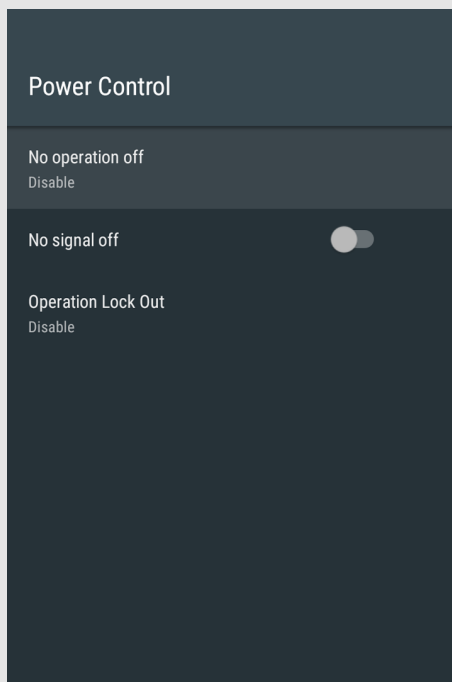 Power Control
No operation off
Disable
No signal off
Operation Lock Out
Disable